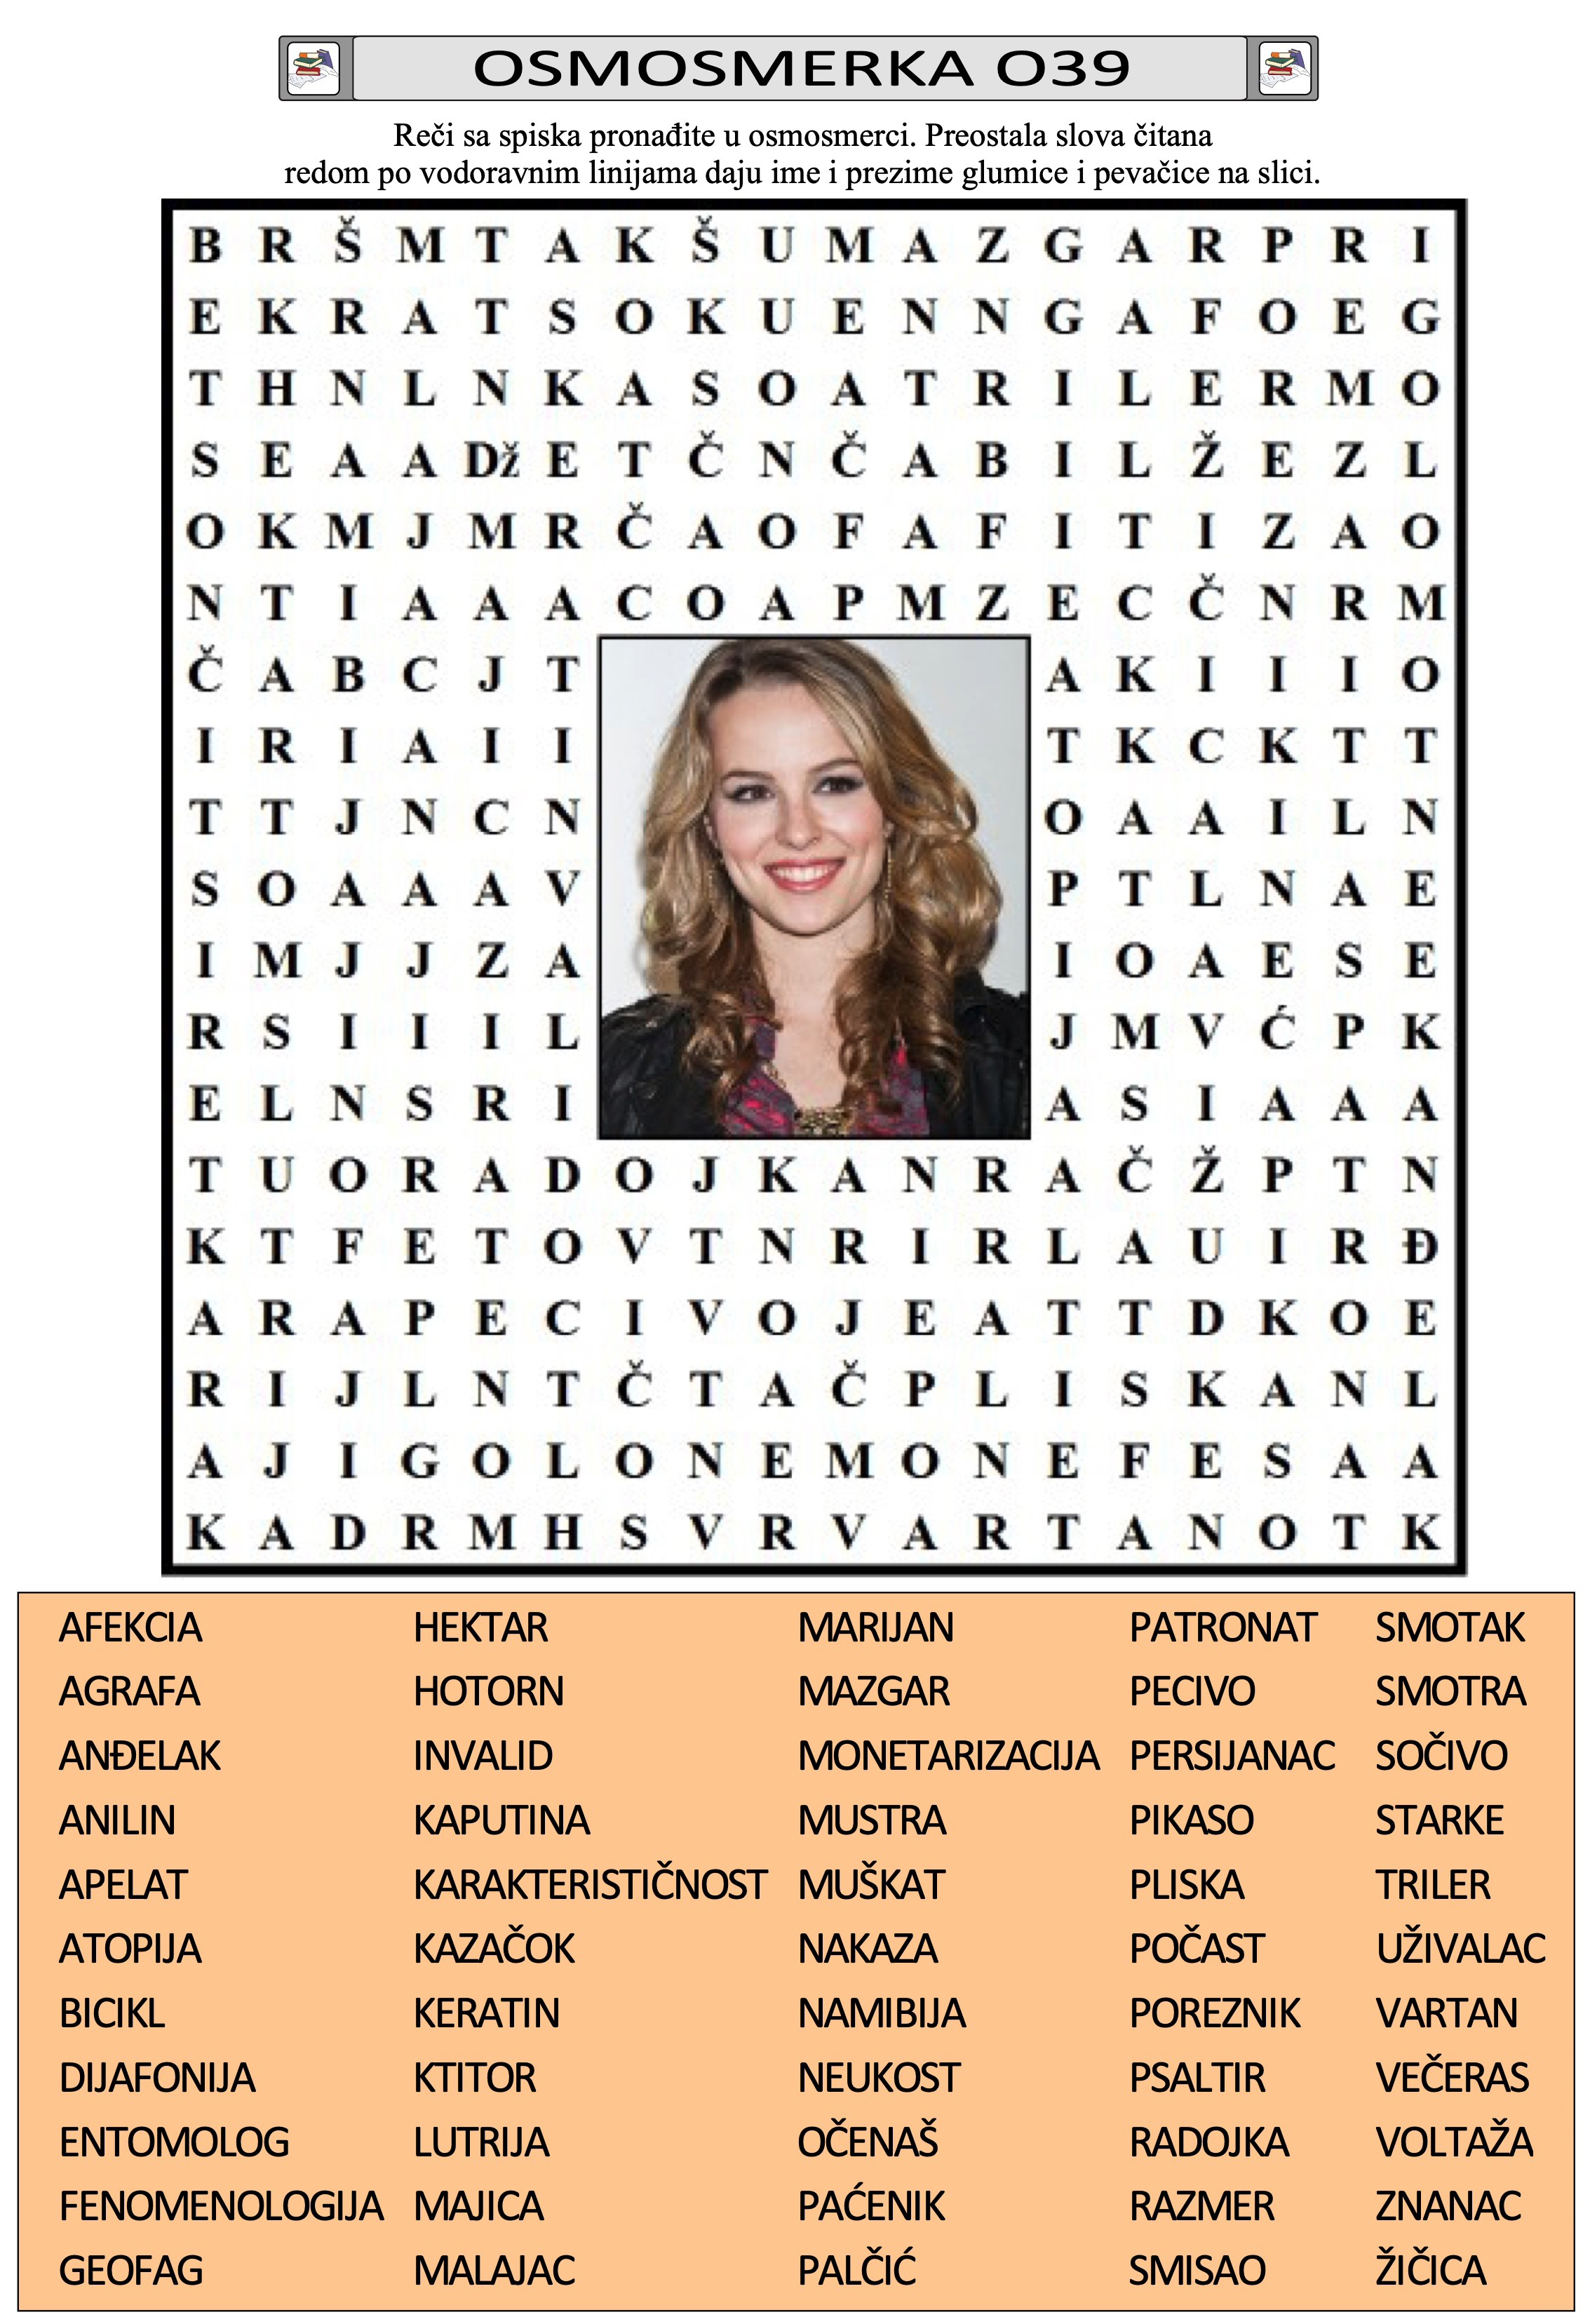 OSMOSMERKA O39
Reči sa spiska pronađite u osmosmerci. Preostala slova čitana
redom po vodoravnim linijama daju ime i prezime glumice i pevačice na slici.
B R Š M T A K Š U M A Z G A R P R I
E K R A T S O K U E N N G A F O E G
T H N L N K A S O A T R I L E R M O
S E A A Dž E T Č N Č A B I L Ž E Z L
O K M J M R Č A O F A F I T I Z A O
N T I A A A C O A P M Z E C Č N R M
Č A B C J T A K I I I O
I R I A I I T K C K T T
T T J N C N O A A I L N
S O A A A V P T L N A E
I M J J Z A I O A E S E
R S I I I L J M V Ć P K
E L N S R I A S I A A A
T U O R A D O J K A N R A Č Ž P T N
K T F E T O V T N R I R L A U I R Đ
A R A P E C I V O J E A T T D K O E
R I J L N T Č T A Č P L I S K A N L
A J I G O L O N E M O N E F E S A A
K A D R M H S V R V A R T A N O T K
AFEKCIA HEKTAR MARIJAN PATRONAT SMOTAK
AGRAFA HOTORN MAZGAR PECIVO SMOTRA
ANĐELAK INVALID MONETARIZACIJA PERSIJANAC SOČIVO
ANILIN KAPUTINA MUSTRA PIKASO STARKE
APELAT KARAKTERISTIČNOST MUŠKAT PLISKA TRILER
ATOPIJA KAZAČOK NAKAZA POČAST UŽIVALAC
BICIKL KERATIN NAMIBIJA POREZNIK VARTAN
DIJAFONIJA KTITOR NEUKOST PSALTIR VEČERAS
ENTOMOLOG LUTRIJA OČENAŠ RADOJKA VOLTAŽA
FENOMENOLOGIJA MAJICA PAĆENIK RAZMER ZNANAC
GEOFAG MALAJAC PALČIĆ SMISAO ŽIČICA